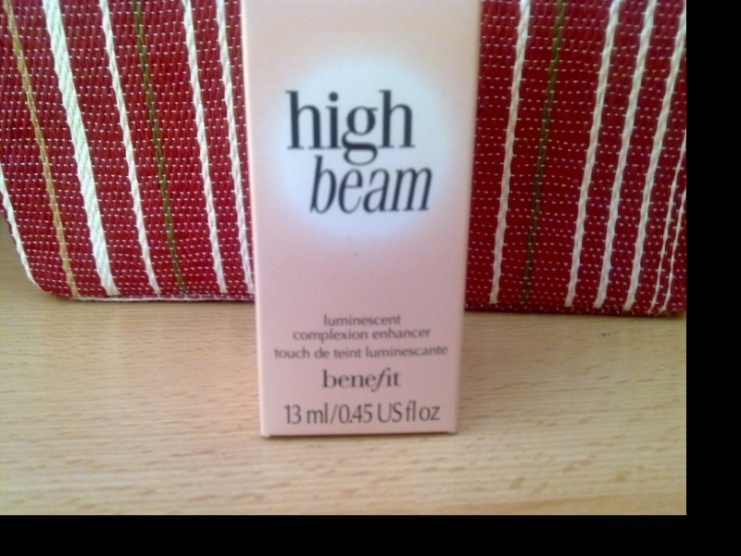 high
beam
luminescent
complexion enhancer
touch de teint luminescante
benefit
13 ml/0.45 US fl oz